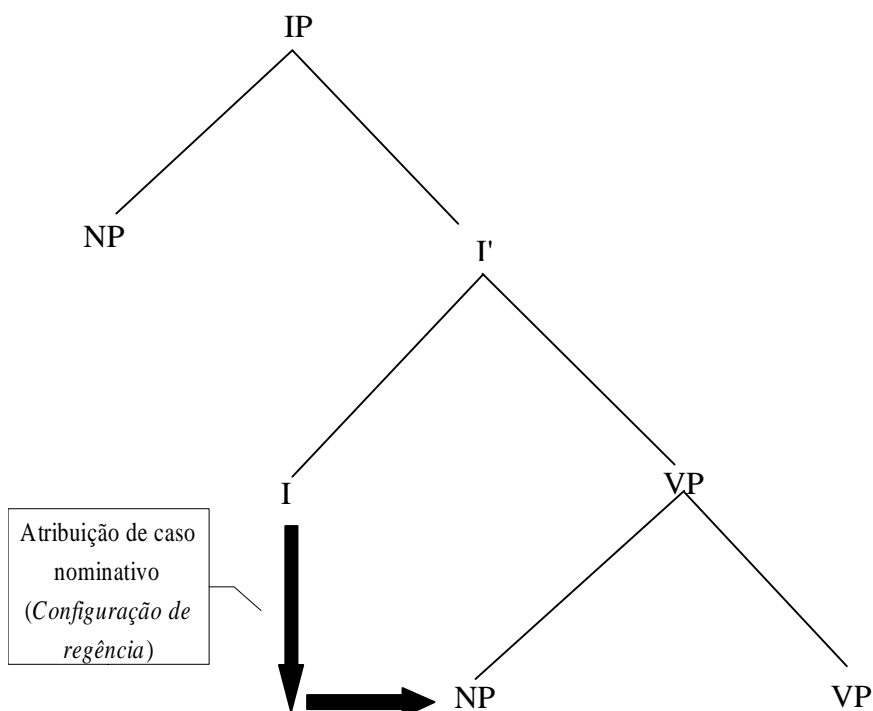 IP
NP
I'
I
VP
Atribuição de caso
nominativo
(Configuração de
regência)
NP
VP